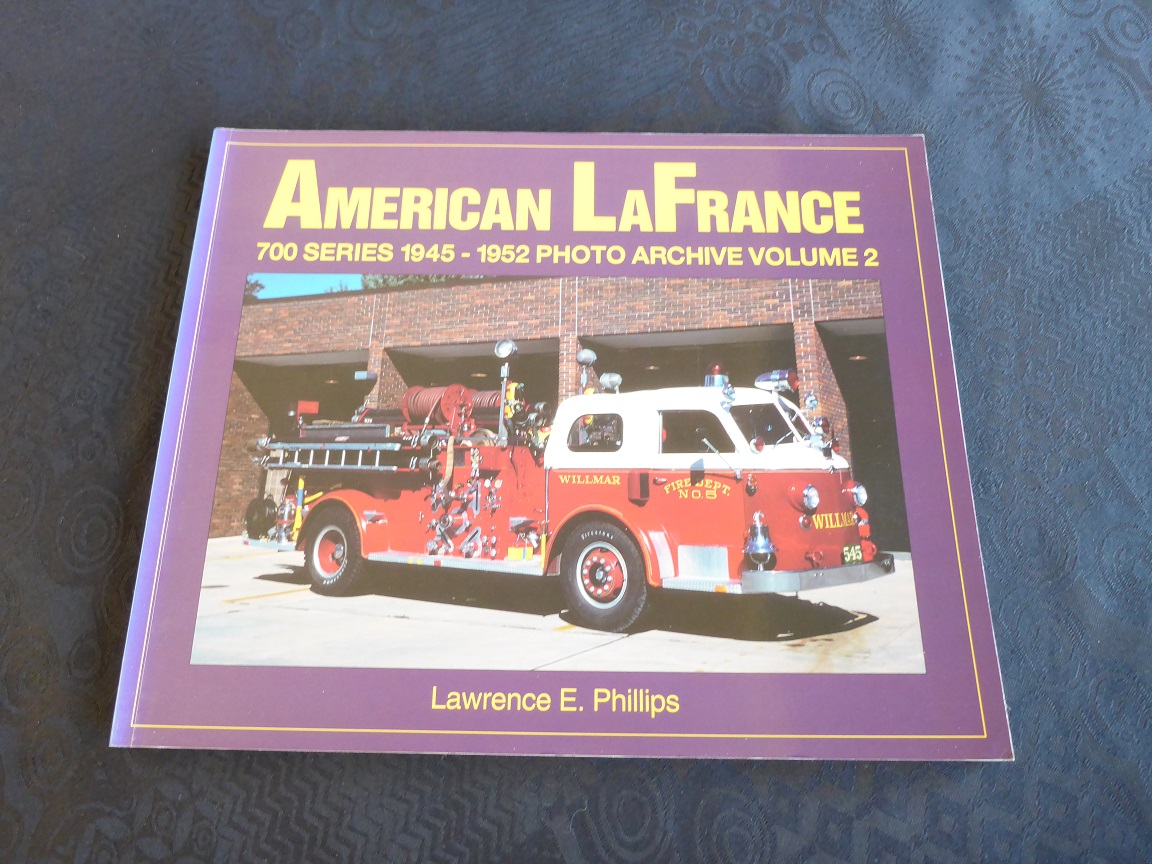 AMERICAN LAFRANCE
700 SERIES 1945 - 1952 PHOTO ARCHIVE VOLUME 2
WILLMAR
FIRE DEPT.
NO. 5
WILLMAR
545
Firestone
Lawrence E. Phillips